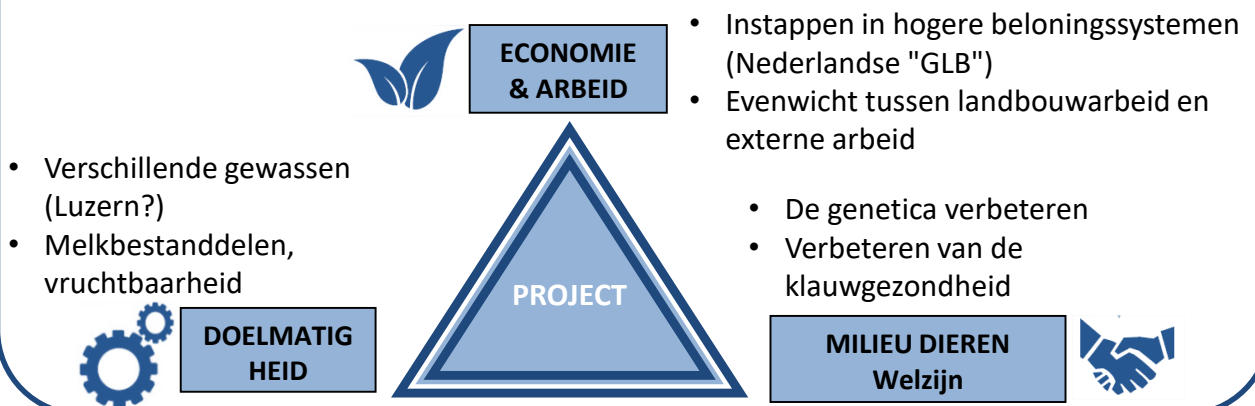 ECONOMIE
& ARBEID
• Instappen in hogere beloningssystemen
(Nederlandse "GLB")
• Evenwicht tussen landbouwarbeid en
externe arbeid
• Verschillende gewassen
(Luzern?)
• Melkbestanddelen,
vruchtbaarheid
• De genetica verbeteren
• Verbeteren van de
klauwgezondheid
PROJECT
DOELMATIG
HEID
MILIEU DIEREN
Welzijn